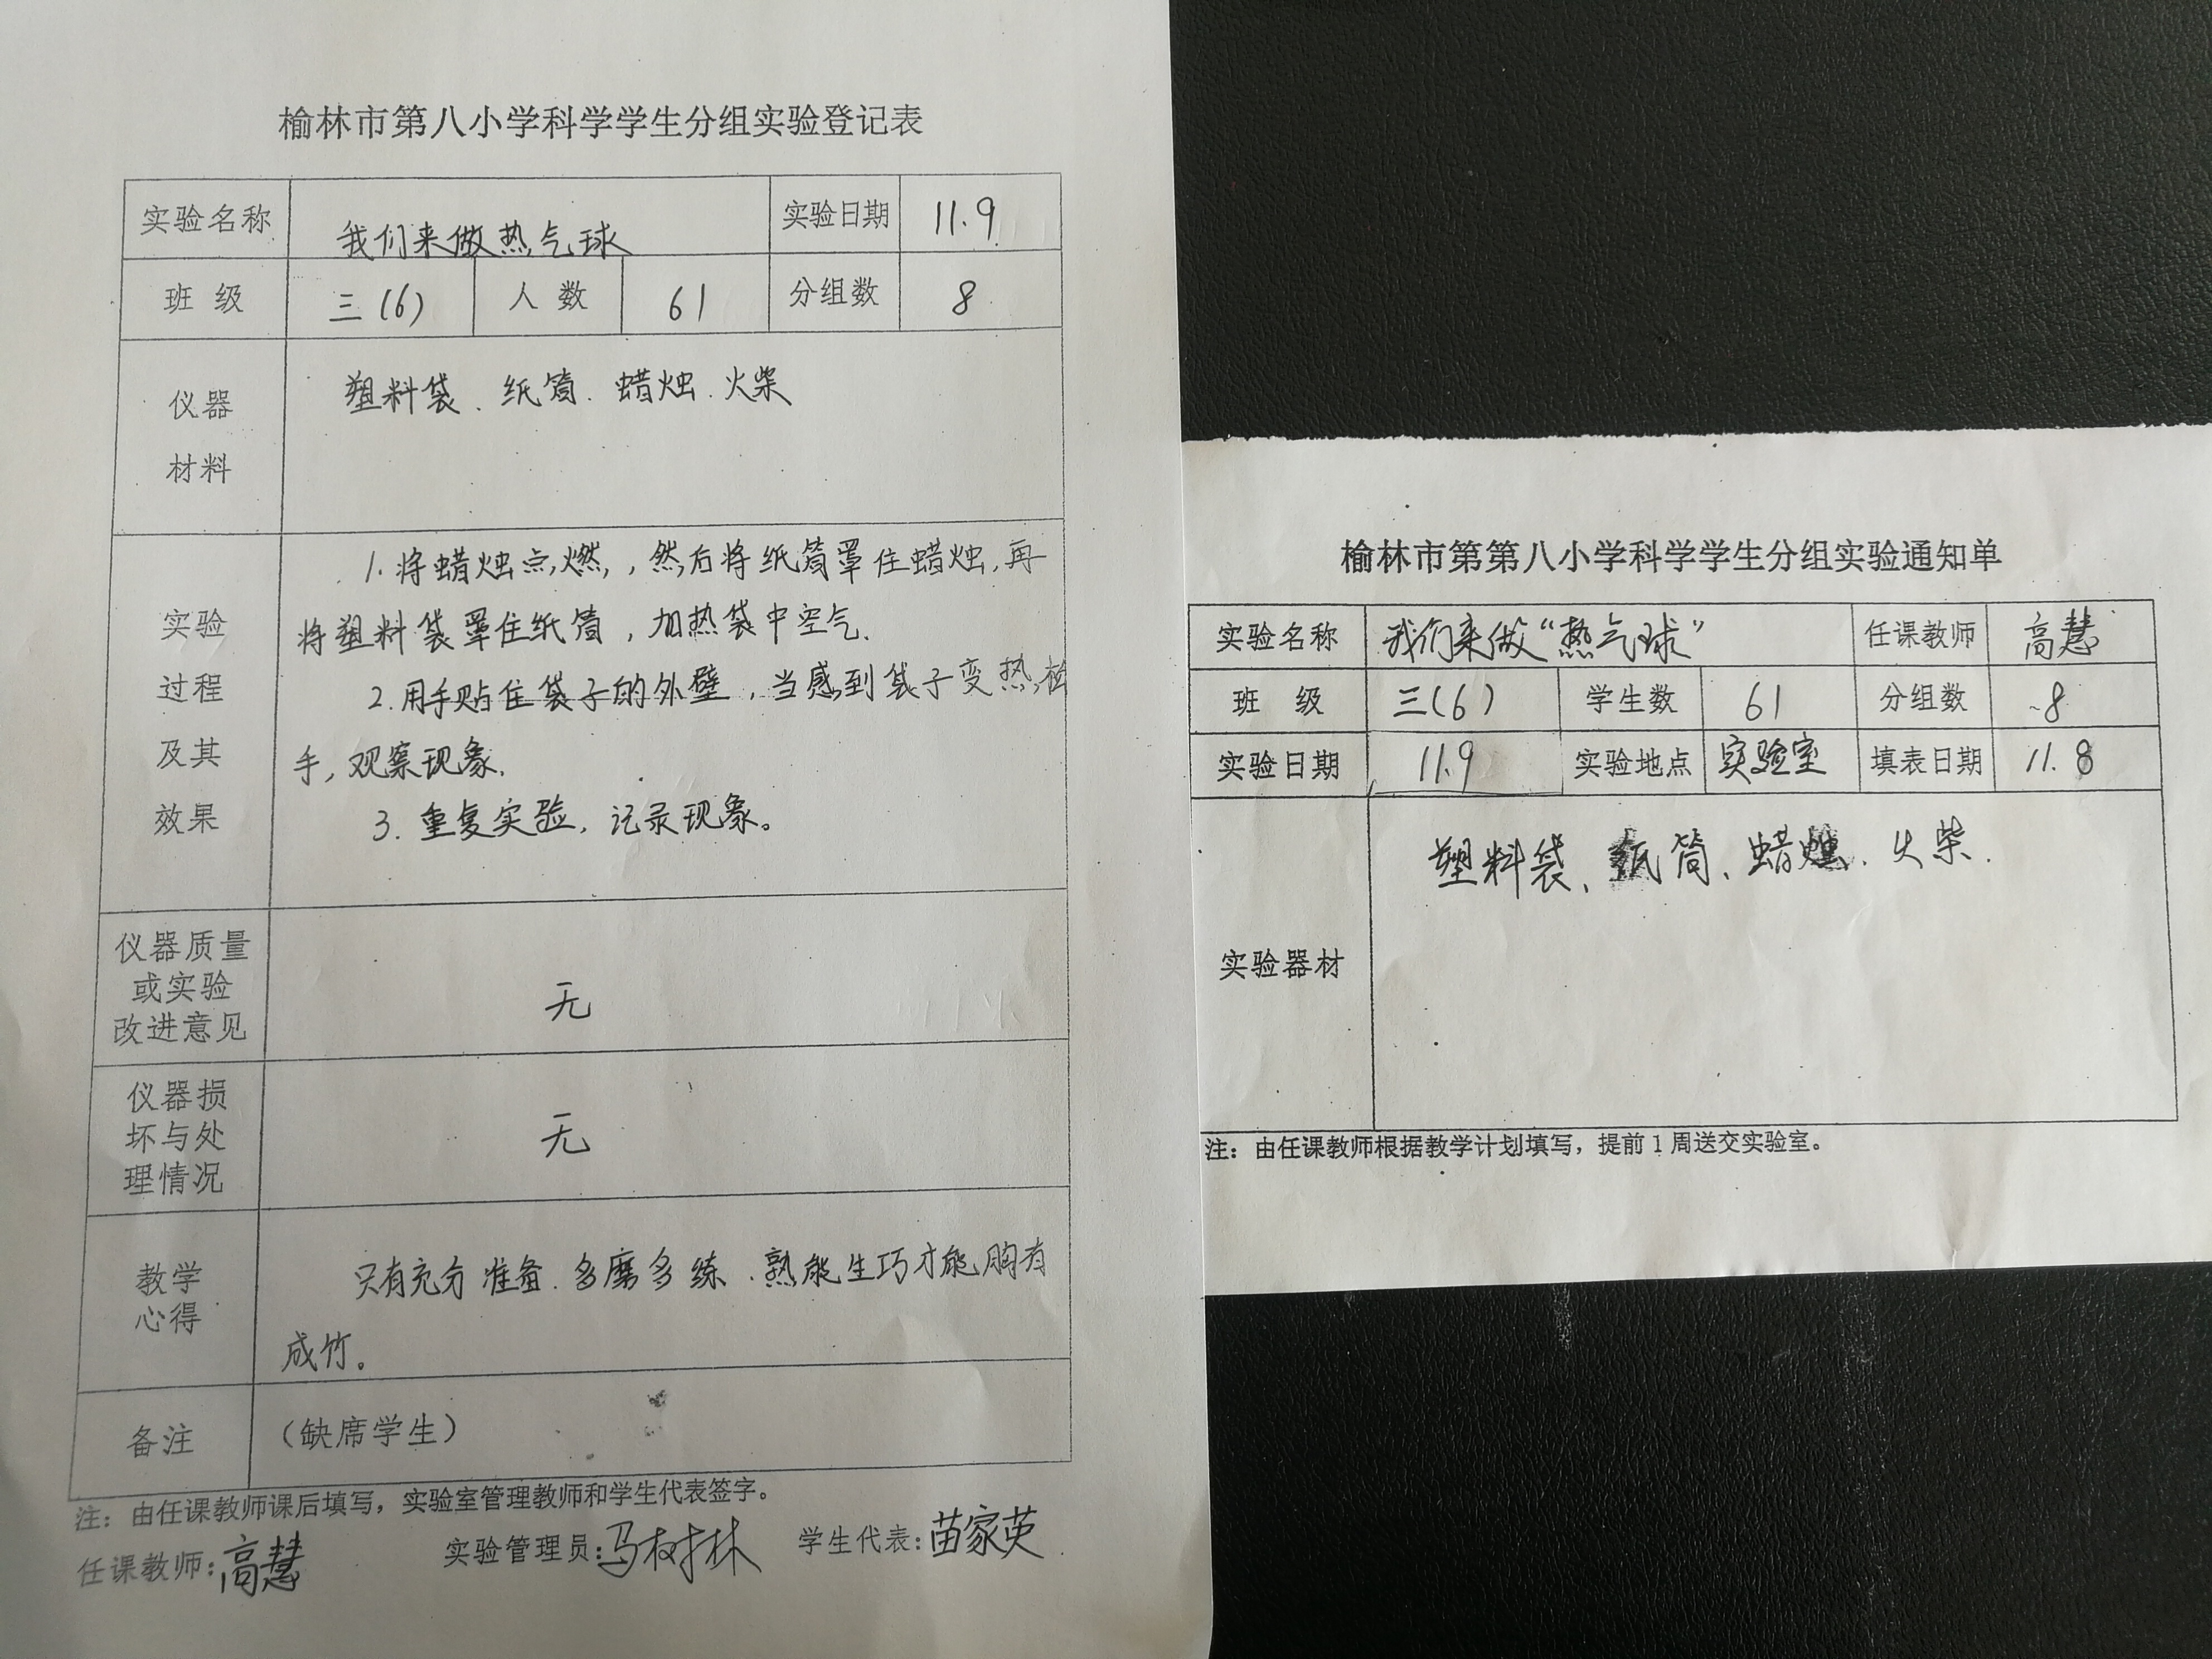 榆林市第八小学科学学生分组实验登记表
实验名称 我们来做热气球 实验日期 11.9
班 级 三(6) 人 数 61 分组数 8
仪器
材料
塑料袋、纸筒、蜡烛、火柴
实验
过程
及其
效果
1.将蜡烛点燃,然后将纸筒罩住蜡烛,再
将塑料袋罩住纸筒,加热袋中空气.
2.用手贴住袋子的外壁,当感到袋子变热,松
手,观察现象.
3.重复实验,记录现象。
仪器质量
或实验
改进意见
无
仪器损
坏与处
理情况
无
教学
心得
只有充分准备、多磨多练、熟能生巧才能胸有
成竹。
备注 (缺席学生)
注: 由任课教师课后填写, 实验室管理教师和学生代表签字。
任课教师:高慧 实验管理员:马树林 学生代表:苗家英
榆林市第第八小学科学学生分组实验通知单
实验名称 我们来做“热气球” 任课教师 高慧
班 级 三(6) 学生数 61 分组数 8
实验日期 11.9 实验地点 实验室 填表日期 11.8
实验器材 塑料袋、纸筒、蜡烛、火柴.
注: 由任课教师根据教学计划填写, 提前 1 周送交实验室。